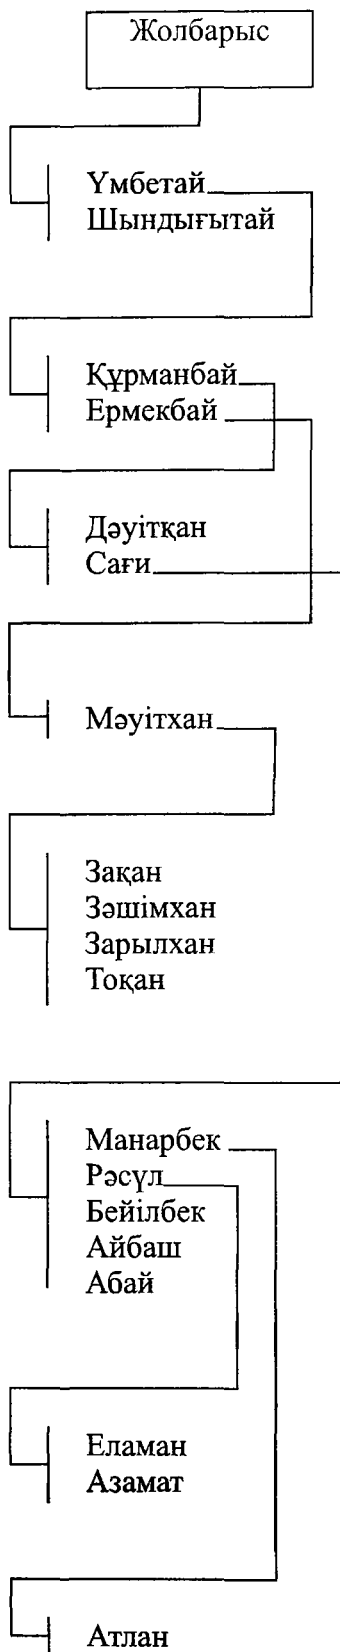 Жолбарыс
Үмбетай
Шындығытай
Құрманбай
Ермекбай
Дәуітқан
Саги
Мәуітхан
Зақан
Зәшімхан
Зарылхан
Тоқан
Манарбек
Рәсүл
Бейілбек
Айбаш
Абай
Еламан
Азамат
Атлан